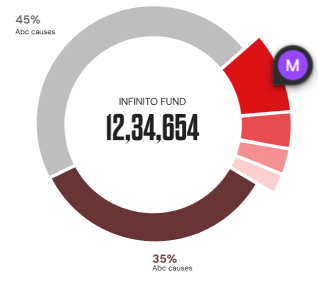 45%
Abc causes
M
INFINITO FUND
12,34,654
35%
Abc causes